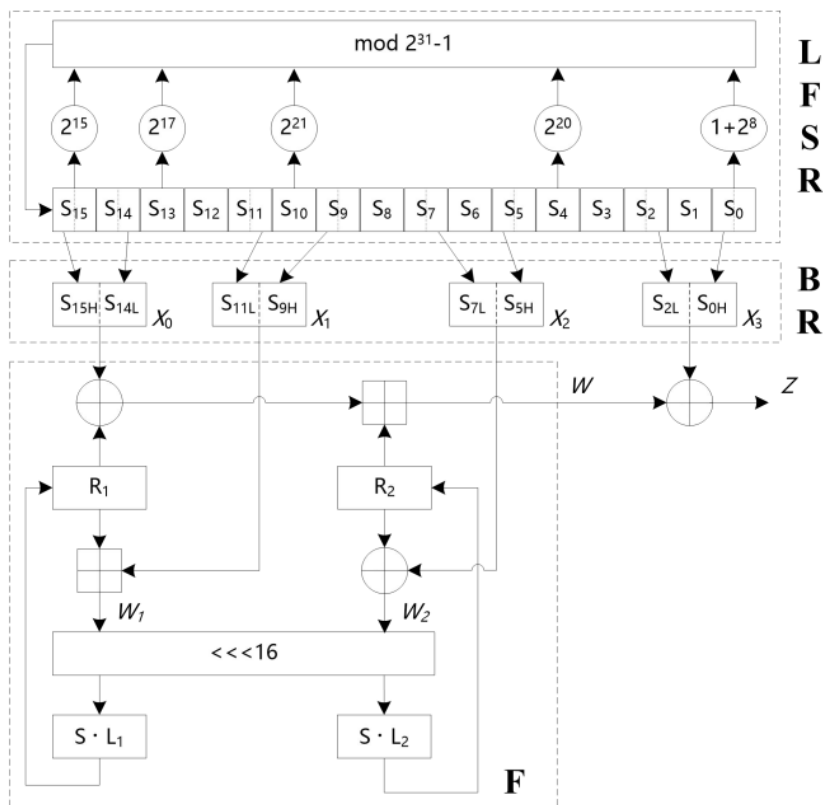 mod 2³¹-1
L
F
S
R
2¹⁵ 2¹⁷ 2²¹ 2²⁰ 1+2⁸
S₁₅ S₁₄ S₁₃ S₁₂ S₁₁ S₁₀ S₉ S₈ S₇ S₆ S₅ S₄ S₃ S₂ S₁ S₀
B
R
S₁₅H S₁₄L X₀ S₁₁L S₉H X₁ S₇L S₅H X₂ S₂L S₀H X₃
W Z
R₁ R₂
W₁ W₂
<<<16
S · L₁ S · L₂
F